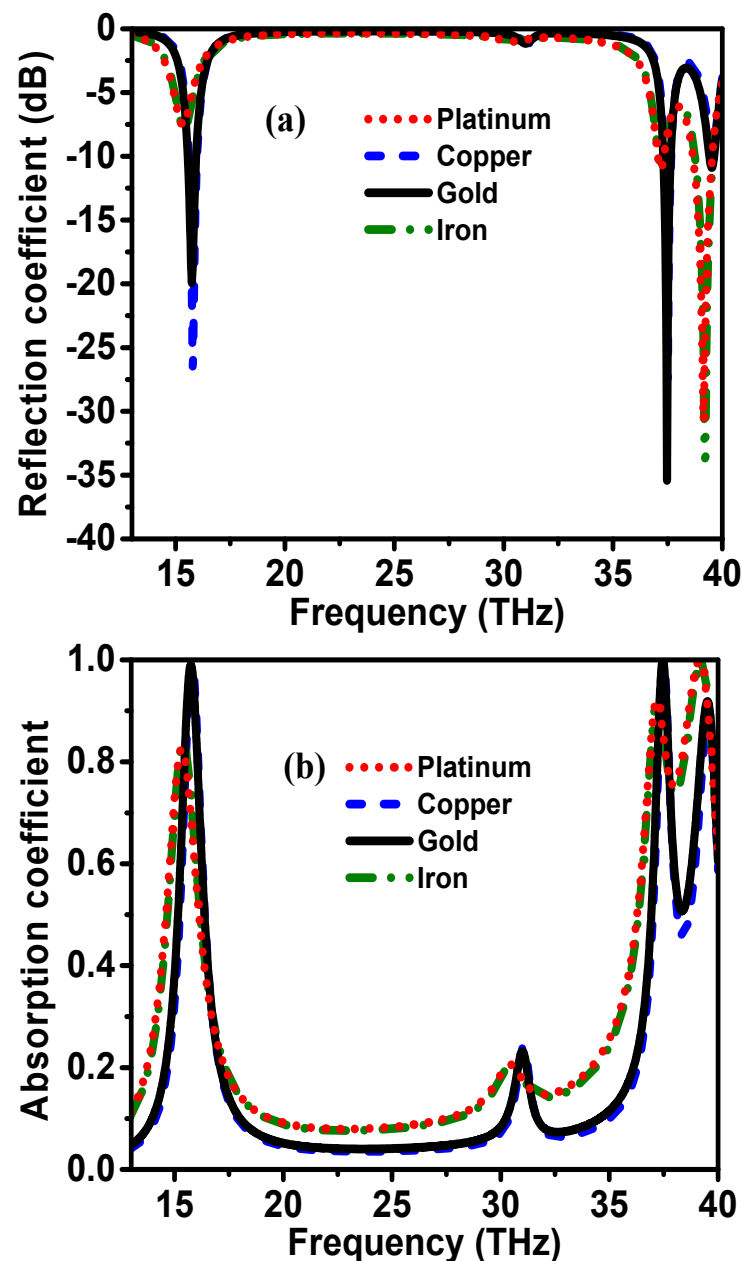 0
-5
-10
-15
-20
-25
-30
-35
-40
Reflection coefficient (dB)
(a)
Platinum
Copper
Gold
Iron
15 20 25 30 35 40
Frequency (THz)
1.0
0.8
0.6
0.4
0.2
0.0
Absorption coefficient
(b)
Platinum
Copper
Gold
Iron
15 20 25 30 35 40
Frequency (THz)